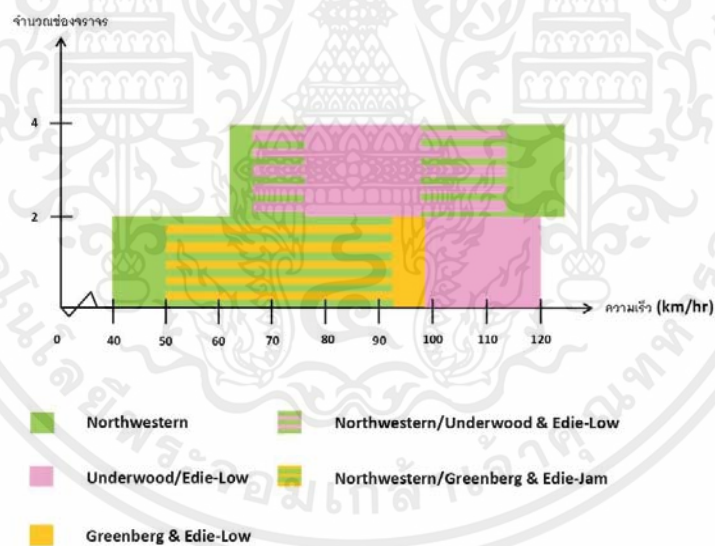 จำนวนช่องจราจร
4
2
0 40 50 60 70 80 90 100 110 120
ความเร็ว (km/hr)
Northwestern
Northwestern/Underwood & Edie-Low
Underwood/Edie-Low
Northwestern/Greenberg & Edie-Jam
Greenberg & Edie-Low